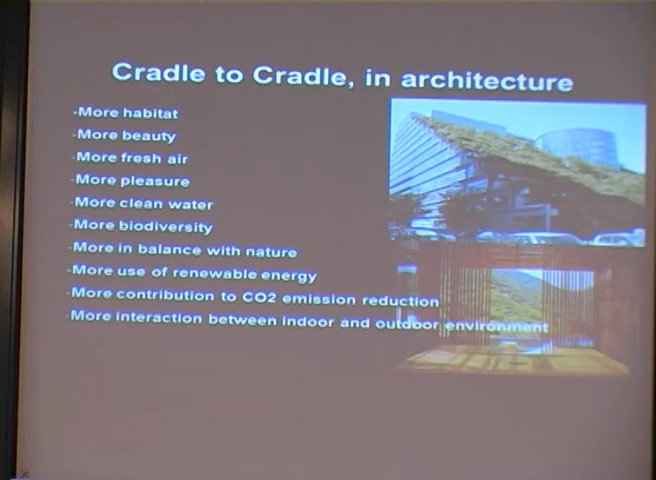 Cradle to Cradle, in architecture
-More habitat
-More beauty
-More fresh air
-More pleasure
-More clean water
-More biodiversity
-More in balance with nature
-More use of renewable energy
-More contribution to CO2 emission reduction
-More interaction between indoor and outdoor environment